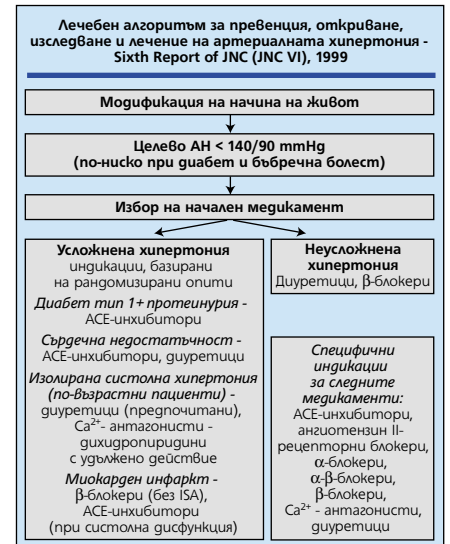 Лечебен алгоритъм за превенция, откриване,
изследване и лечение на артериалната хипертония -
Sixth Report of JNC (JNC VI), 1999
Модификация на начина на живот
Целево АН < 140/90 mmHg
(по-ниско при диабет и бъбречна болест)
Избор на начален медикамент
Усложнена хипертония
индикации, базирани
на рандомизирани опити
Диабет тип 1+ протеинурия -
АСЕ-инхибитори
Сърдечна недостатъчност -
АСЕ-инхибитори, диуретици
Изолирана систолна хипертония
(по-възрастни пациенти) -
диуретици (предпочитани),
Ca²⁺- антагонисти -
дихидропиридини
с удължено действие
Миокарден инфаркт -
β-блокери (без ISA),
АСЕ-инхибитори
(при систолна дисфункция)
Неусложнена
хипертония
Диуретици, β-блокери
Специфични
индикации
за следните
медикаменти:
АСЕ-инхибитори,
ангиотензин II-
рецепторни блокери,
α-блокери,
α-β-блокери,
β-блокери,
Ca²⁺ - антагонисти,
диуретици